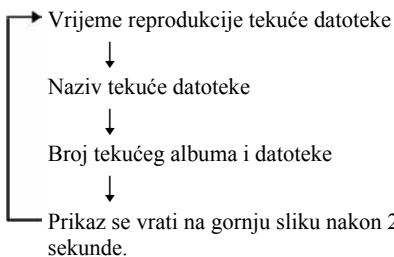 Vrijeme reprodukcije tekuće datoteke
Naziv tekuće datoteke
Broj tekućeg albuma i datoteke
Prikaz se vrati na gornju sliku nakon 2
sekunde.